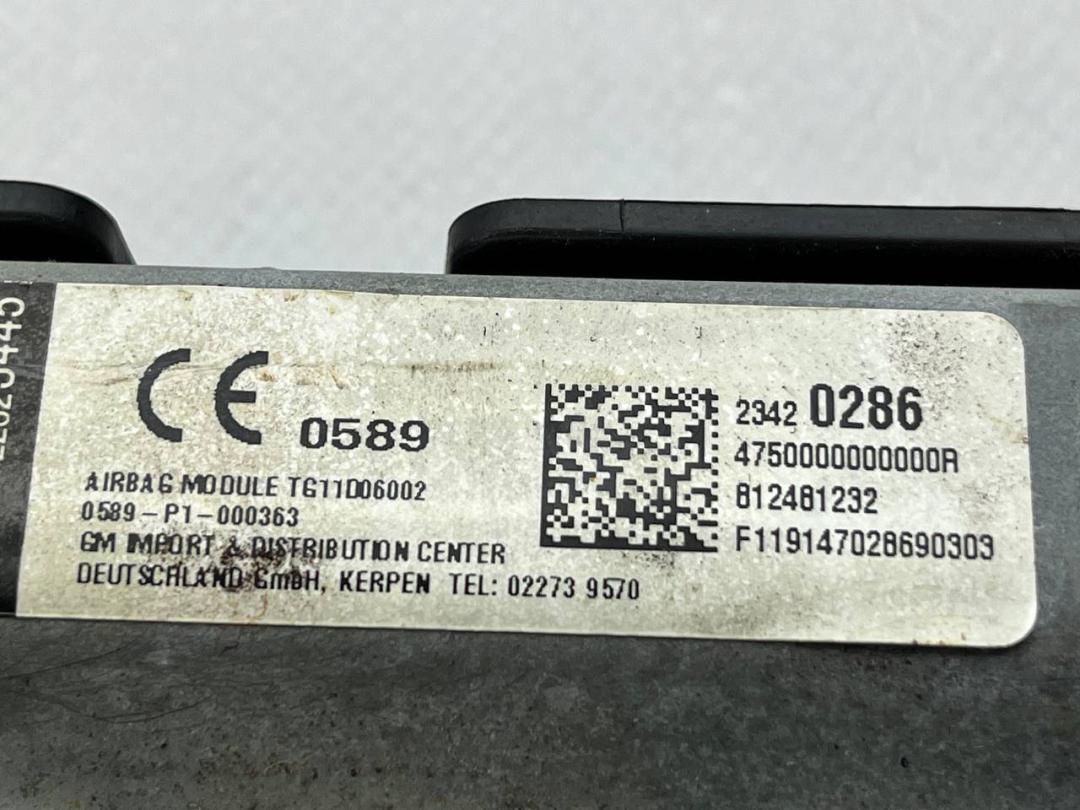 CE 0589
AIRBAG MODULE TG11D06002
0589-P1-000363
GM IMPORT & DISTRIBUTION CENTER
DEUTSCHLAND GmbH, KERPEN TEL: 02273 9570
2342 0286
4750000000000R
812481232
F119147028690303